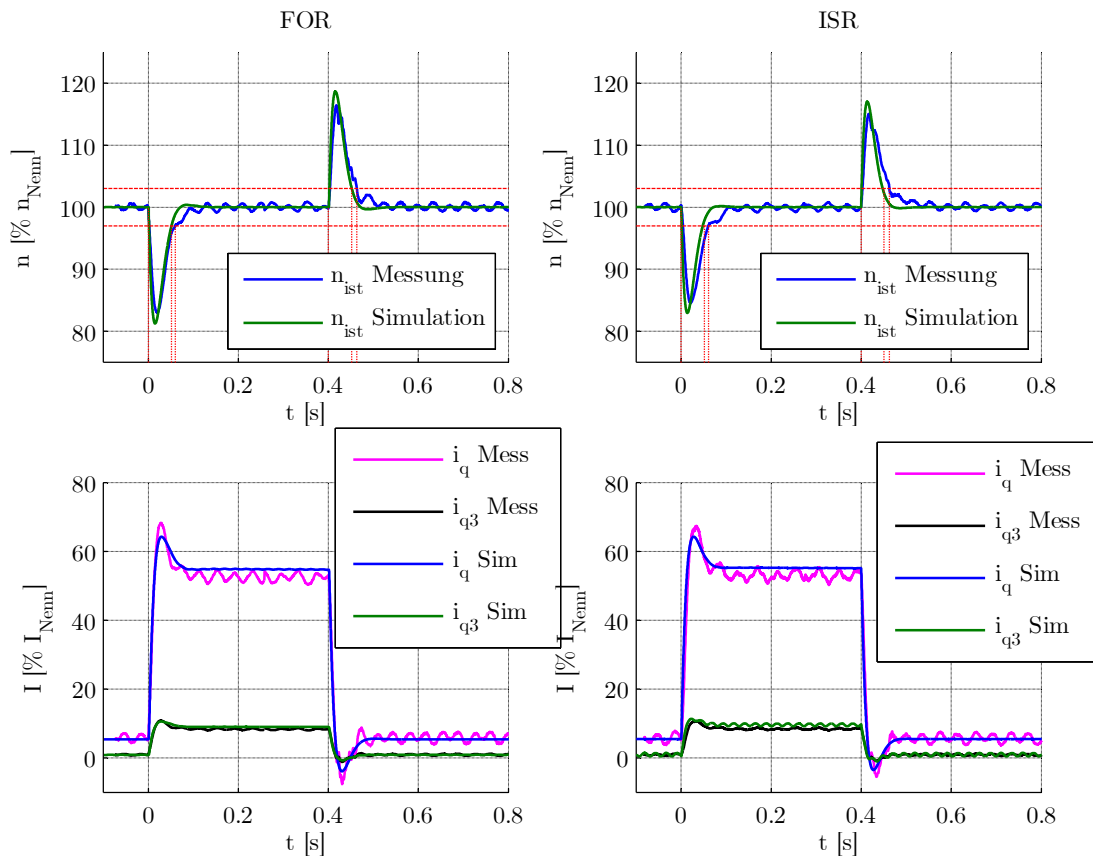 FOR
ISR
120
110
100
90
80
n [% n_Nenn]
n_ist Messung
n_ist Simulation
0
0.2
0.4
0.6
0.8
t [s]
120
110
100
90
80
n [% n_Nenn]
n_ist Messung
n_ist Simulation
0
0.2
0.4
0.6
0.8
t [s]
80
60
40
20
0
I [% I_Nenn]
i_q Mess
i_q3 Mess
i_q Sim
i_q3 Sim
0
0.2
0.4
0.6
0.8
t [s]
80
60
40
20
0
I [% I_Nenn]
i_q Mess
i_q3 Mess
i_q Sim
i_q3 Sim
0
0.2
0.4
0.6
0.8
t [s]